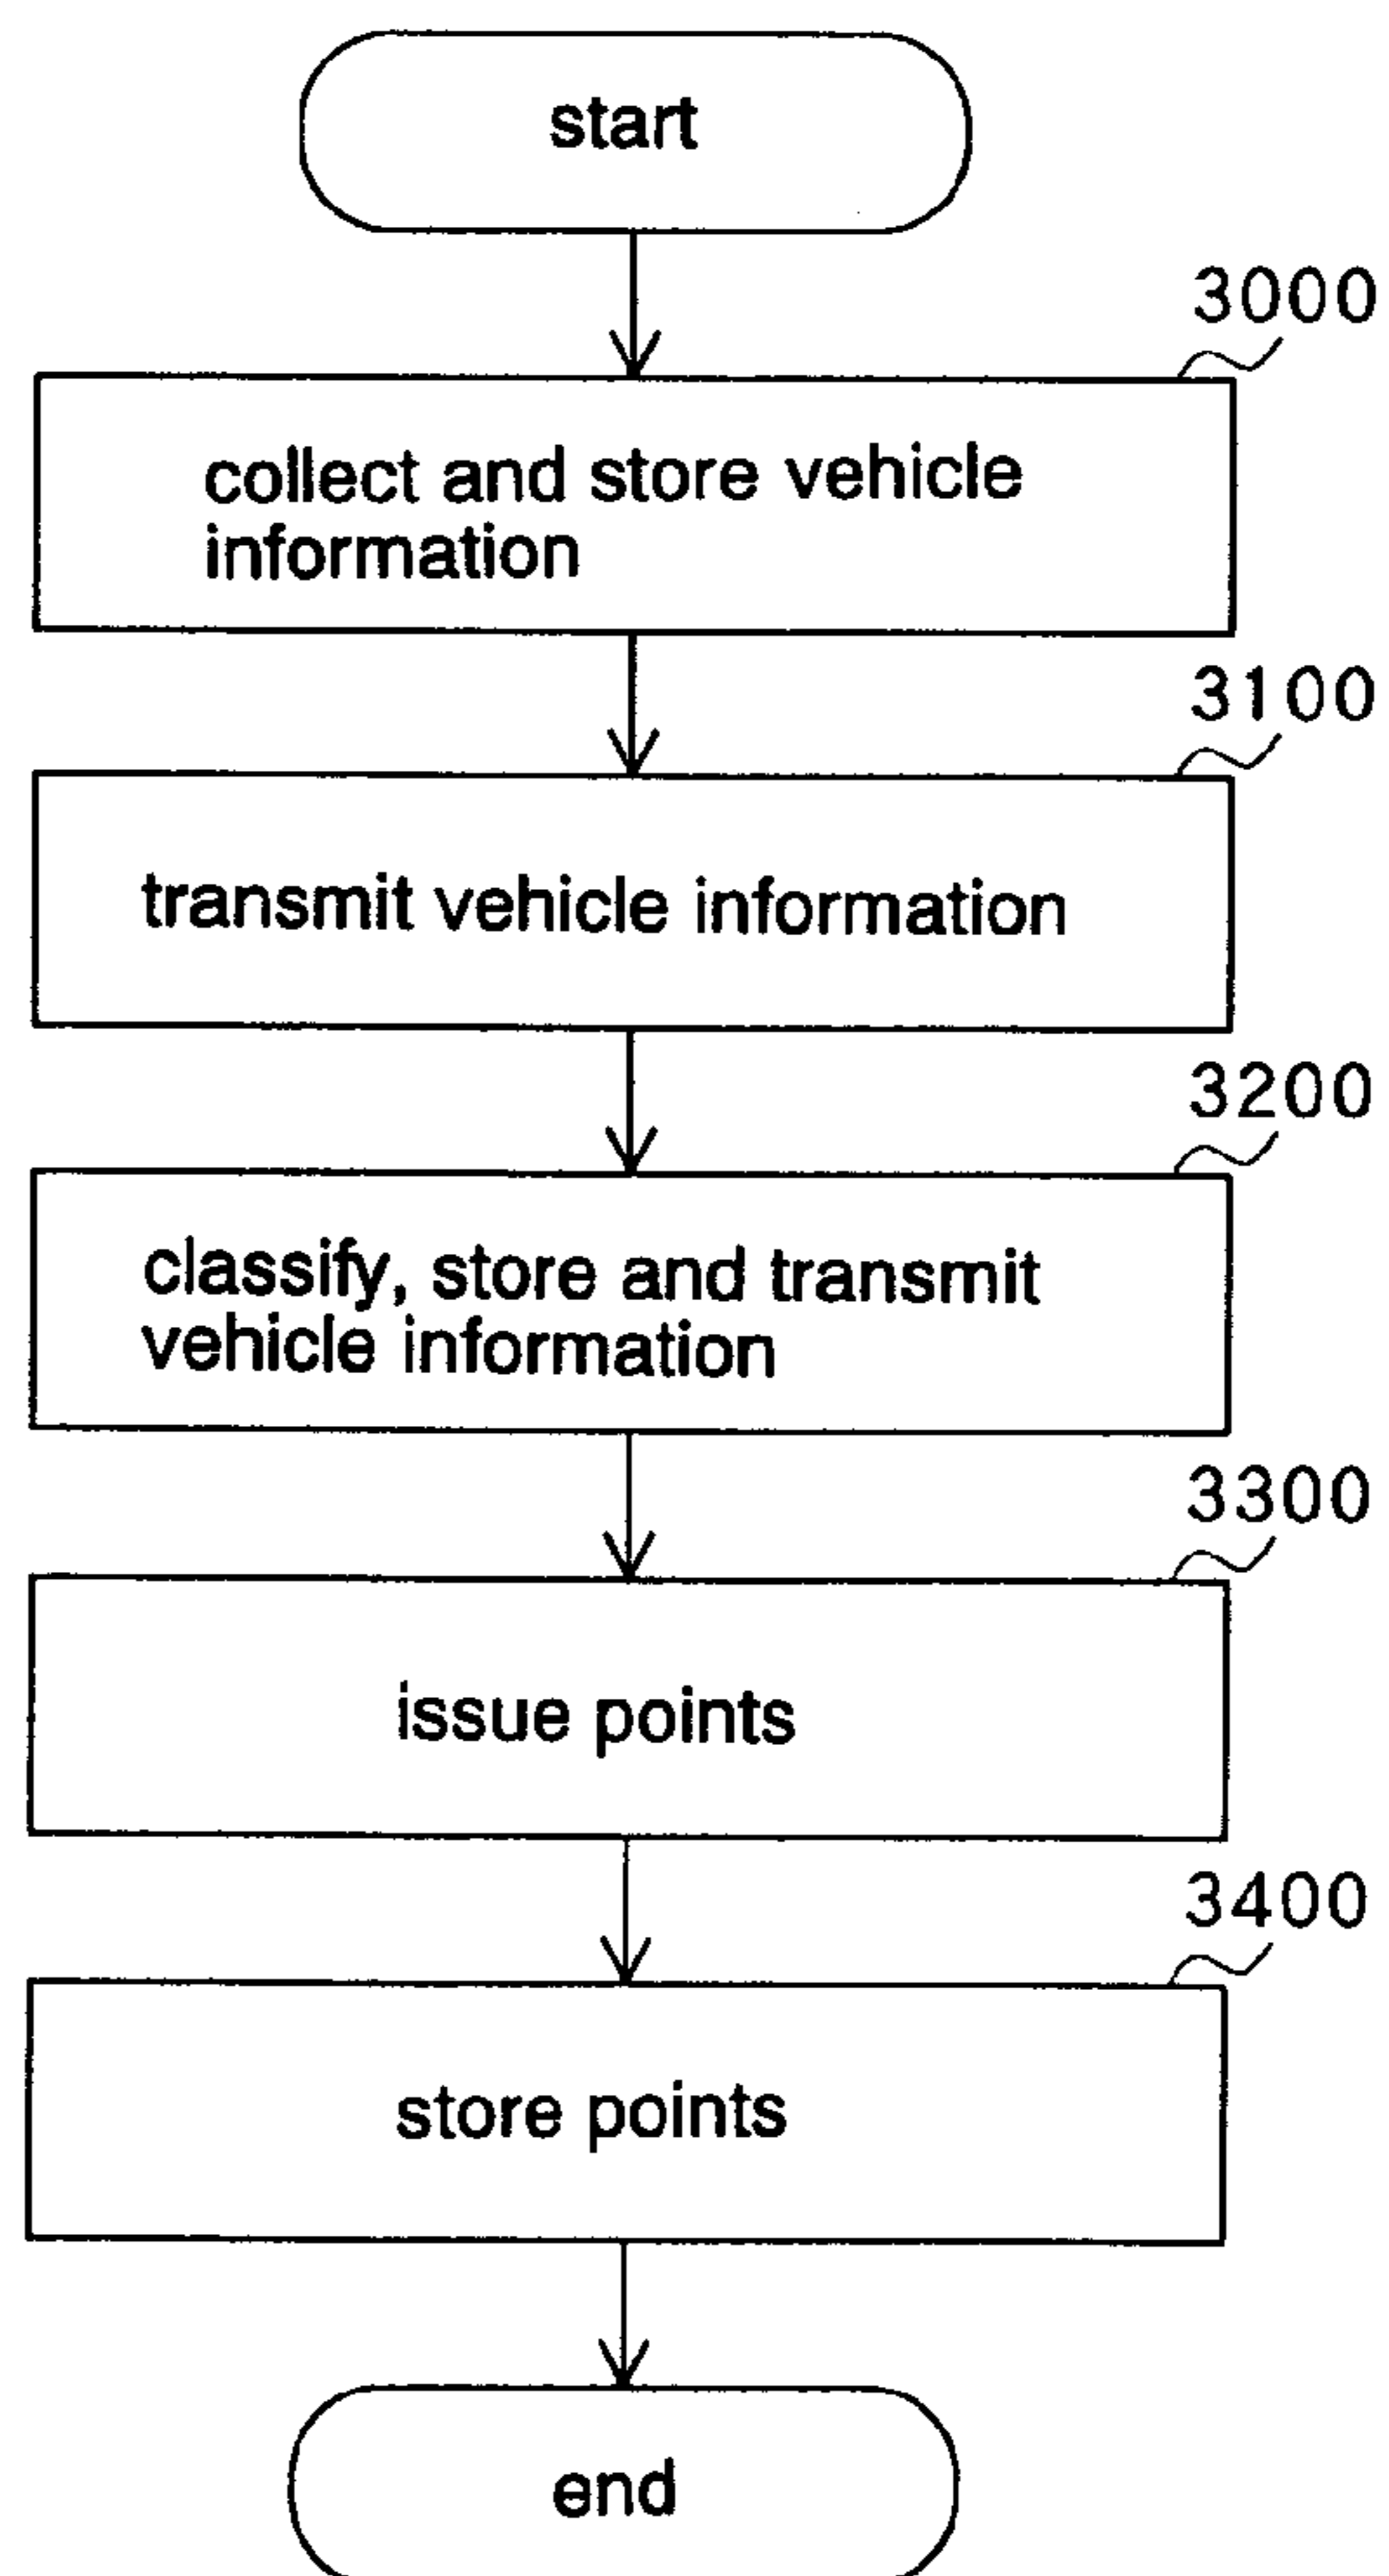 start
3000
collect and store vehicle
information
3100
transmit vehicle information
3200
classify, store and transmit
vehicle information
3300
issue points
3400
store points
end